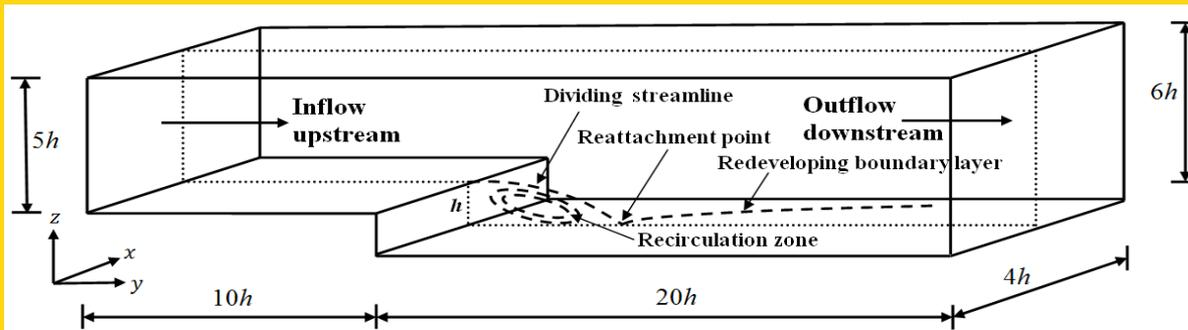 Dividing streamline
6h
Inflow
upstream
Outflow
downstream
5h
Reattachment point
Redeveloping boundary layer
h
z
Recirculation zone
x
y
4h
10h
20h